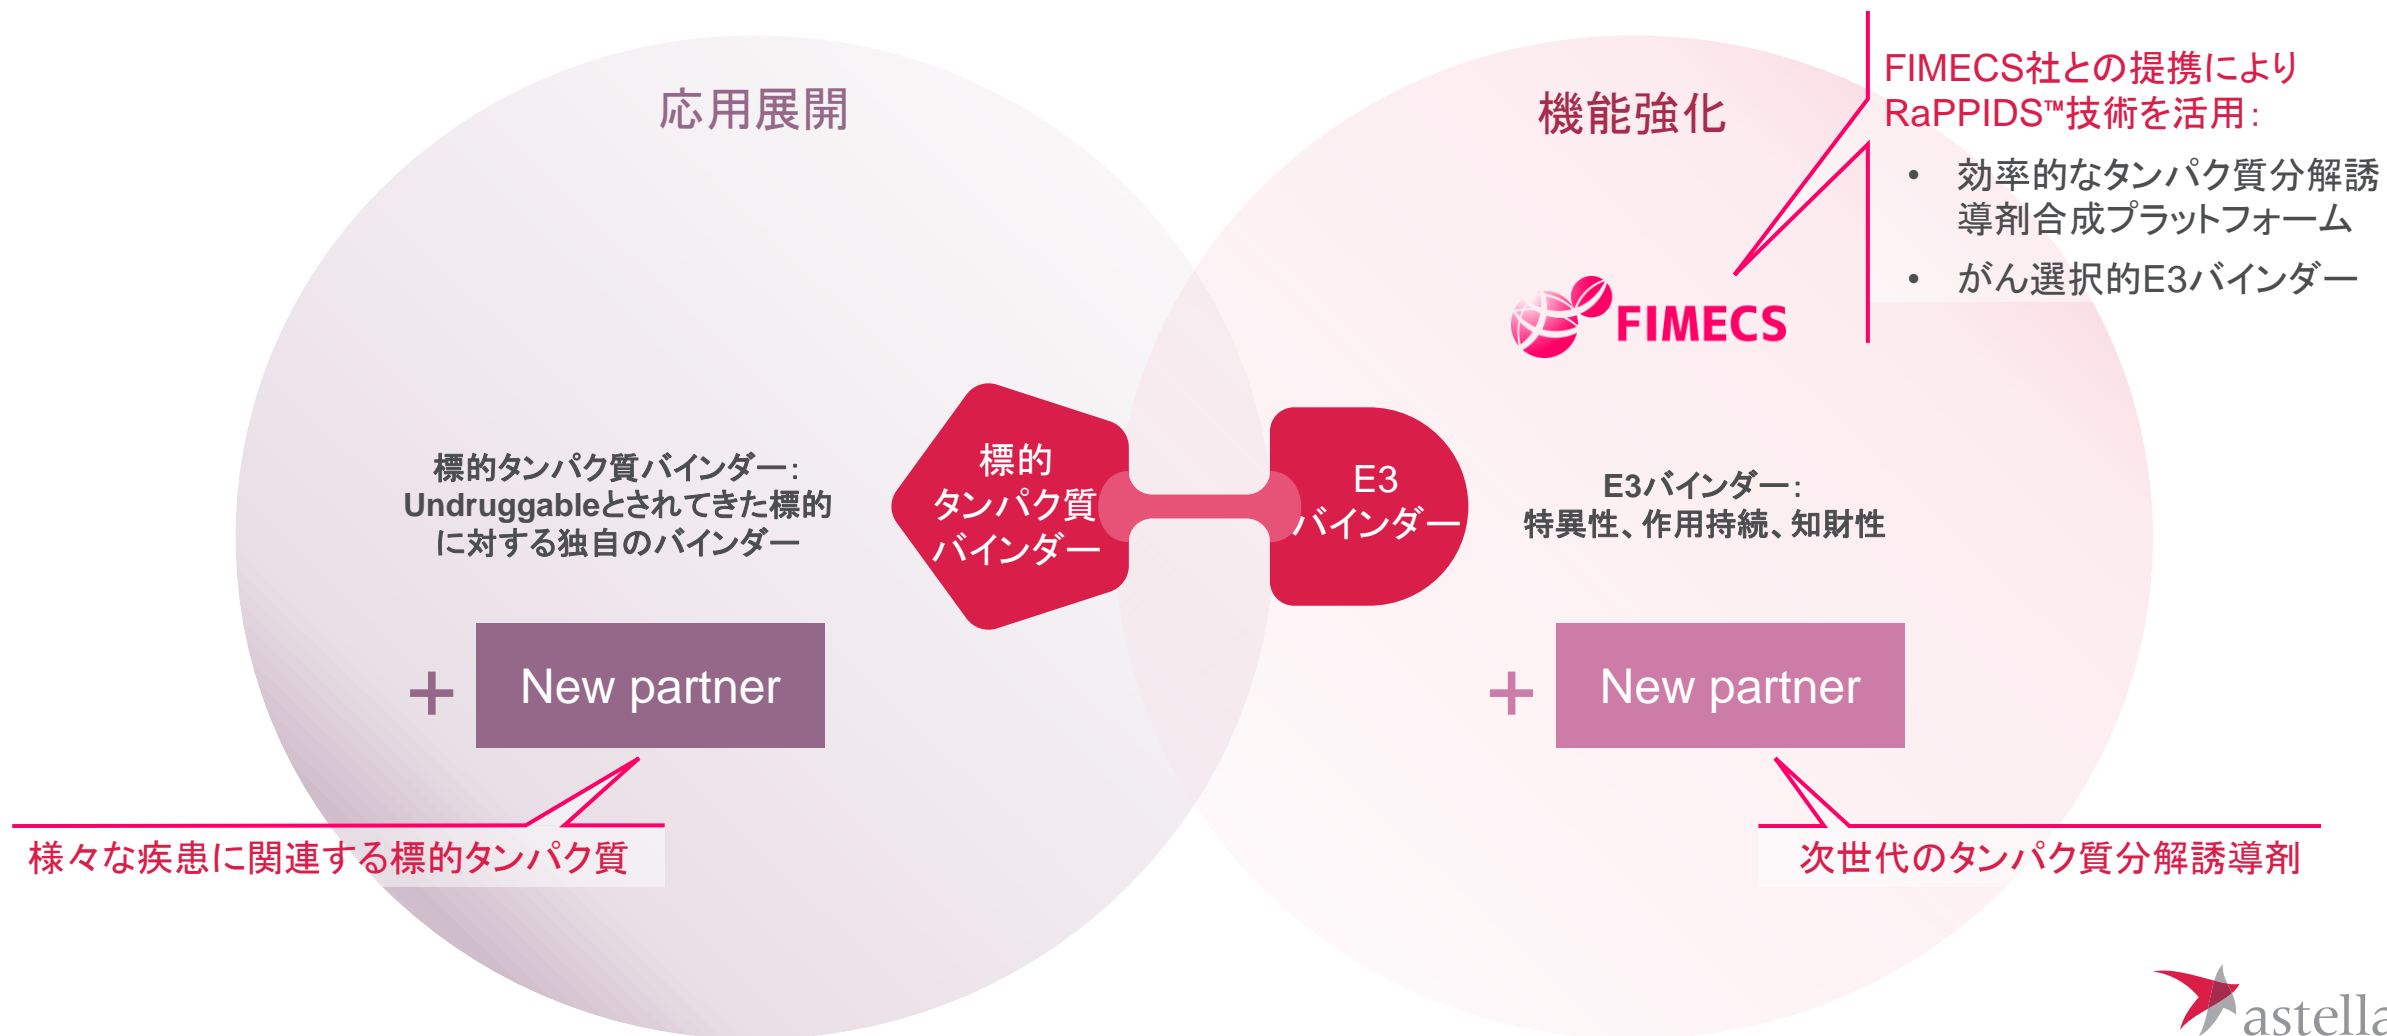 応用展開
標的タンパク質バインダー：
Undruggableとされてきた標的
に対する独自のバインダー
+
New partner
様々な疾患に関連する標的タンパク質
標的
タンパク質
バインダー
E3
バインダー
機能強化
FIMECS社との提携により
RaPPIDS™技術を活用：
• 効率的なタンパク質分解誘
導剤合成プラットフォーム
• がん選択的E3バインダー
FIMECS
E3バインダー：
特異性、作用持続、知財性
+
New partner
次世代のタンパク質分解誘導剤
astella